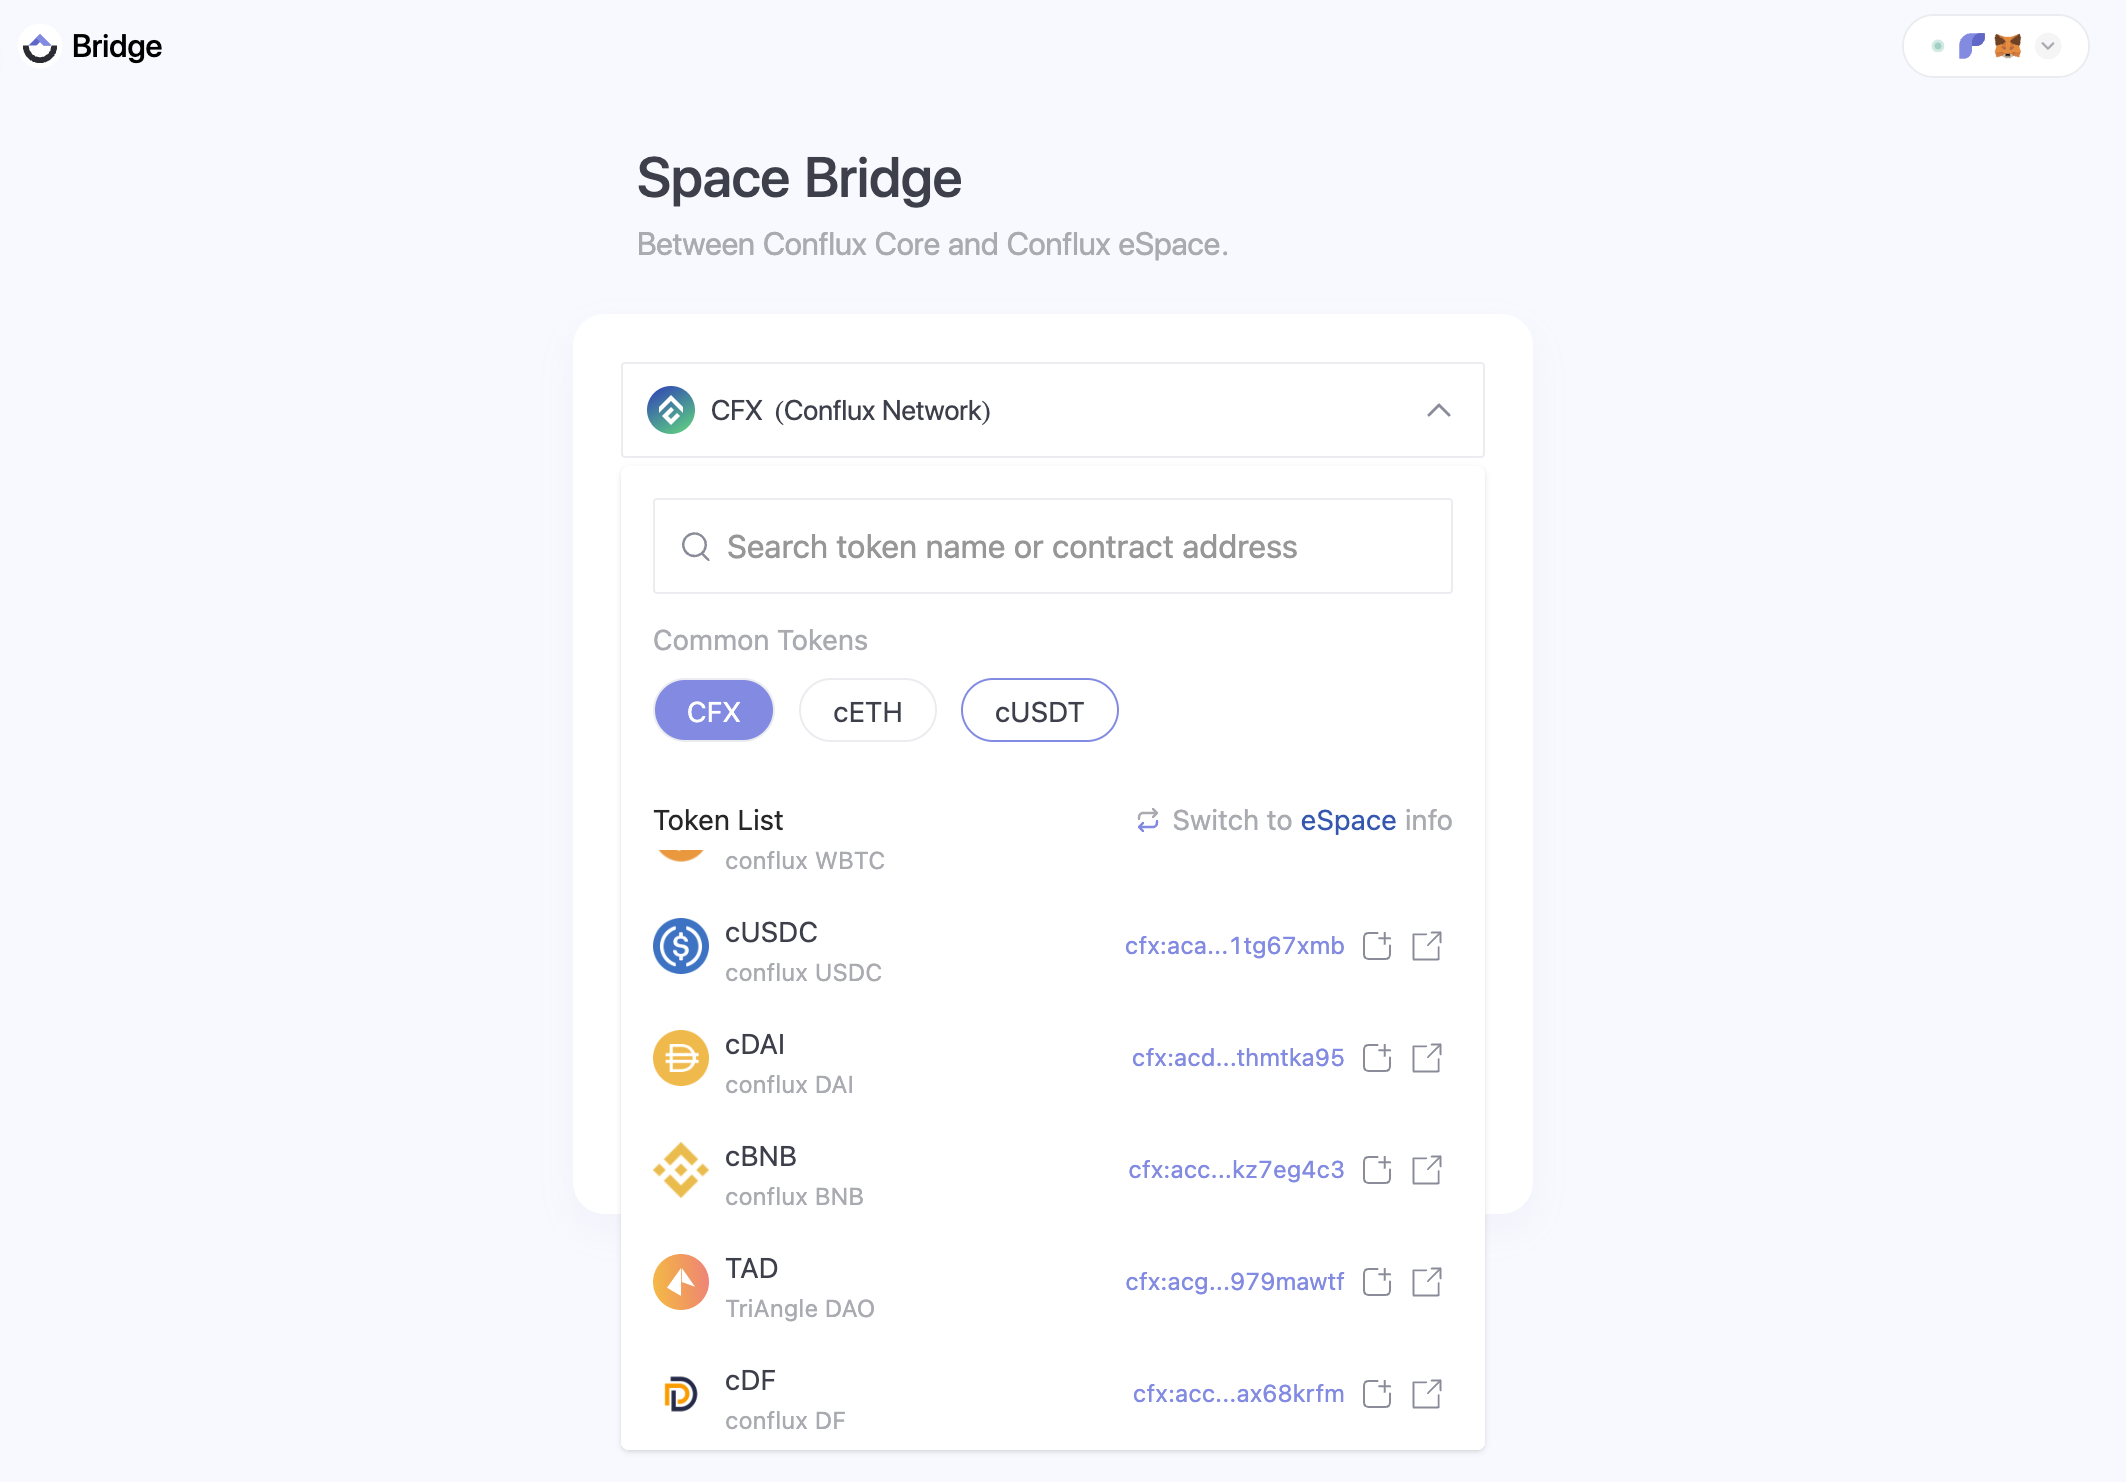 Bridge
Space Bridge
Between Conflux Core and Conflux eSpace.
CFX (Conflux Network)
Search token name or contract address
Common Tokens
CFX cETH cUSDT
Token List Switch to eSpace info
conflux WBTC
cUSDC
conflux USDC
cfx:aca...1tg67xmb
cDAI
conflux DAI
cfx:acd...thmtka95
cBNB
conflux BNB
cfx:acc...kz7eg4c3
TAD
TriAngle DAO
cfx:acg...979mawtf
cDF
conflux DF
cfx:acc...ax68krfm